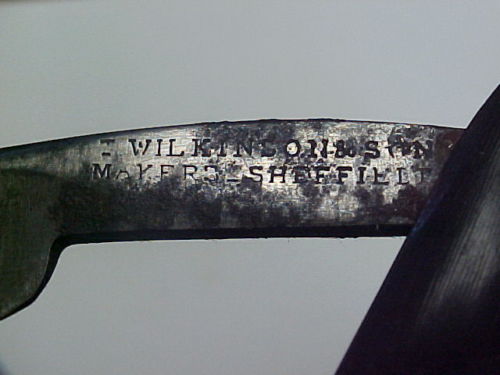 T WILKINSON & SON
MAKERS SHEFFIELD